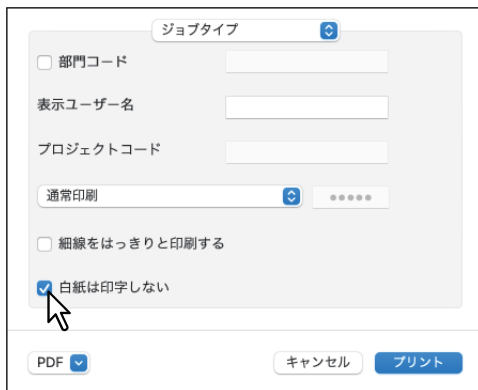 ジョブタイプ
部門コード
表示ユーザー名
プロジェクトコード
通常印刷
●●●●●
細線をはっきりと印刷する
白紙は印字しない
PDF
キャンセル
プリント